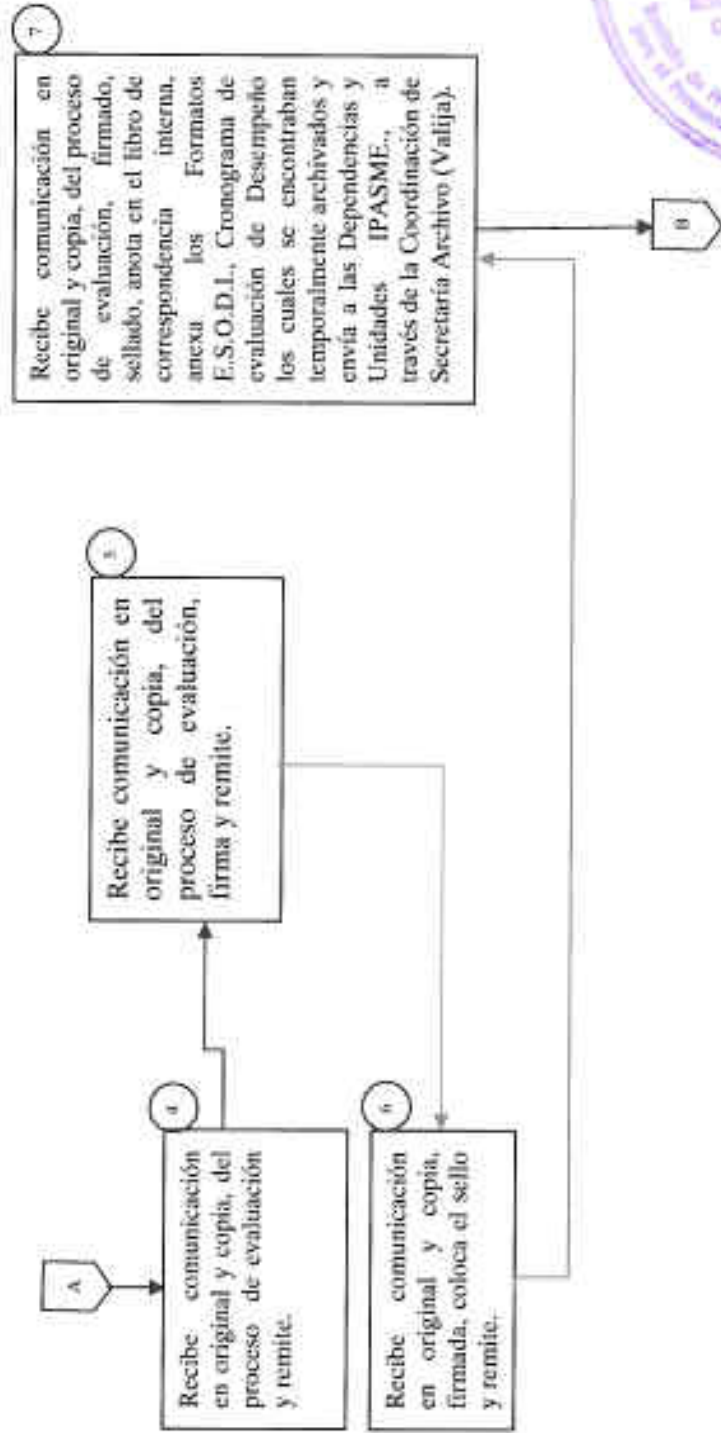 A
4
Recibe comunicación
en original y copia, del
proceso de evaluación
y remite.
5
Recibe comunicación en
original y copia, del
proceso de evaluación,
firma y remite.
6
Recibe comunicación
en original y copia,
firmada, coloca el sello
y remite.
7
Recibe comunicación en
original y copia, del proceso
de evaluación, firmado,
sellado, anota en el libro de
correspondencia interna,
anexa los Formatos
E.S.O.D.I., Cronograma de
evaluación de Desempeño
los cuales se encontraban
temporalmente archivados y
envía a las Dependencias y
Unidades IPASME., a
través de la Coordinación de
Secretaría Archivo (Valija).
B